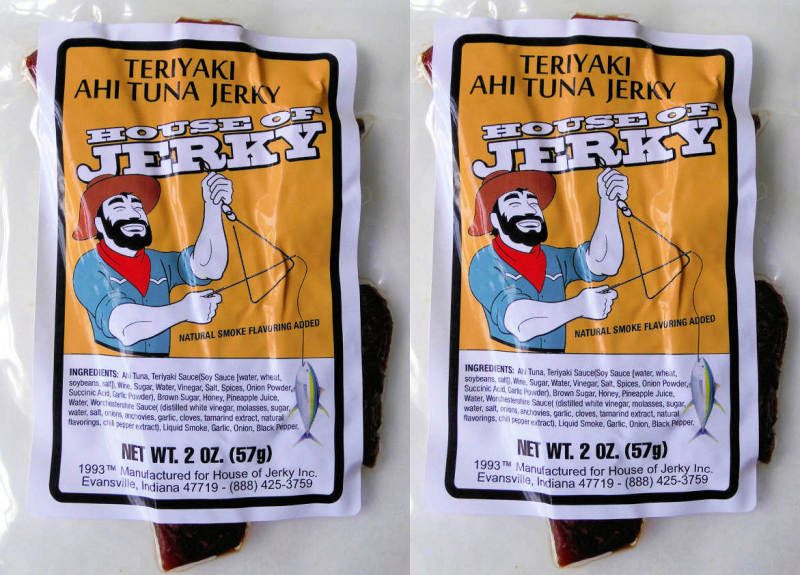 TERIYAKI
AHI TUNA JERKY
HOUSE OF
JERKY
NATURAL SMOKE FLAVORING ADDED
INGREDIENTS: Ahi Tuna, Teriyaki Sauce(Soy Sauce [water, wheat,
soybeans, salt]), Wine, Sugar, Water, Vinegar, Salt, Spices, Onion Powder,
Succinic Acid, Garlic Powder), Brown Sugar, Honey, Pineapple Juice,
Water, Worchestershire Sauce( distilled white vinegar, molasses, sugar,
water, salt, onions, anchovies, garlic, cloves, tamarind extract, natural
flavorings, chili pepper extract), Liquid Smoke, Garlic, Onion, Black Pepper,
NET WT. 2 OZ. (57g)
1993™ Manufactured for House of Jerky Inc.
Evansville, Indiana 47719 - (888) 425-3759
TERIYAKI
AHI TUNA JERKY
HOUSE OF
JERKY
NATURAL SMOKE FLAVORING ADDED
INGREDIENTS: Ahi Tuna, Teriyaki Sauce(Soy Sauce [water, wheat,
soybeans, salt]), Wine, Sugar, Water, Vinegar, Salt, Spices, Onion Powder,
Succinic Acid, Garlic Powder), Brown Sugar, Honey, Pineapple Juice,
Water, Worchestershire Sauce( distilled white vinegar, molasses, sugar,
water, salt, onions, anchovies, garlic, cloves, tamarind extract, natural
flavorings, chili pepper extract), Liquid Smoke, Garlic, Onion, Black Pepper,
NET WT. 2 OZ. (57g)
1993™ Manufactured for House of Jerky Inc.
Evansville, Indiana 47719 - (888) 425-3759